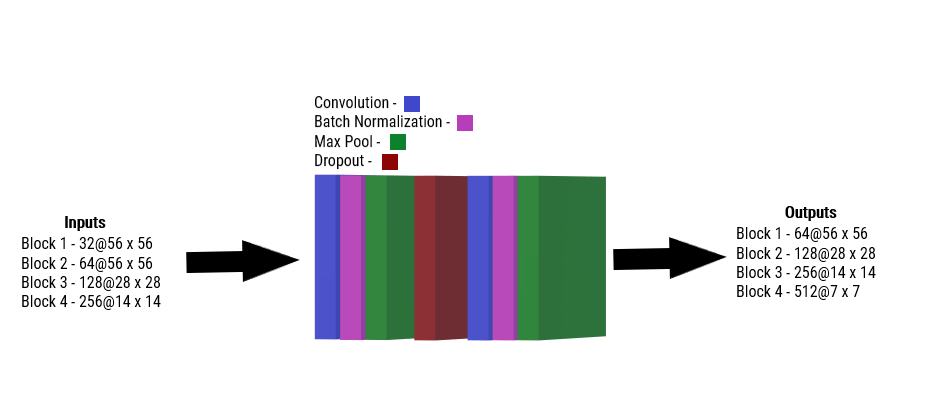 Convolution -
Batch Normalization -
Max Pool -
Dropout -
Inputs
Block 1 - 32@56 x 56
Block 2 - 64@56 x 56
Block 3 - 128@28 x 28
Block 4 - 256@14 x 14
Outputs
Block 1 - 64@56 x 56
Block 2 - 128@28 x 28
Block 3 - 256@14 x 14
Block 4 - 512@7 x 7